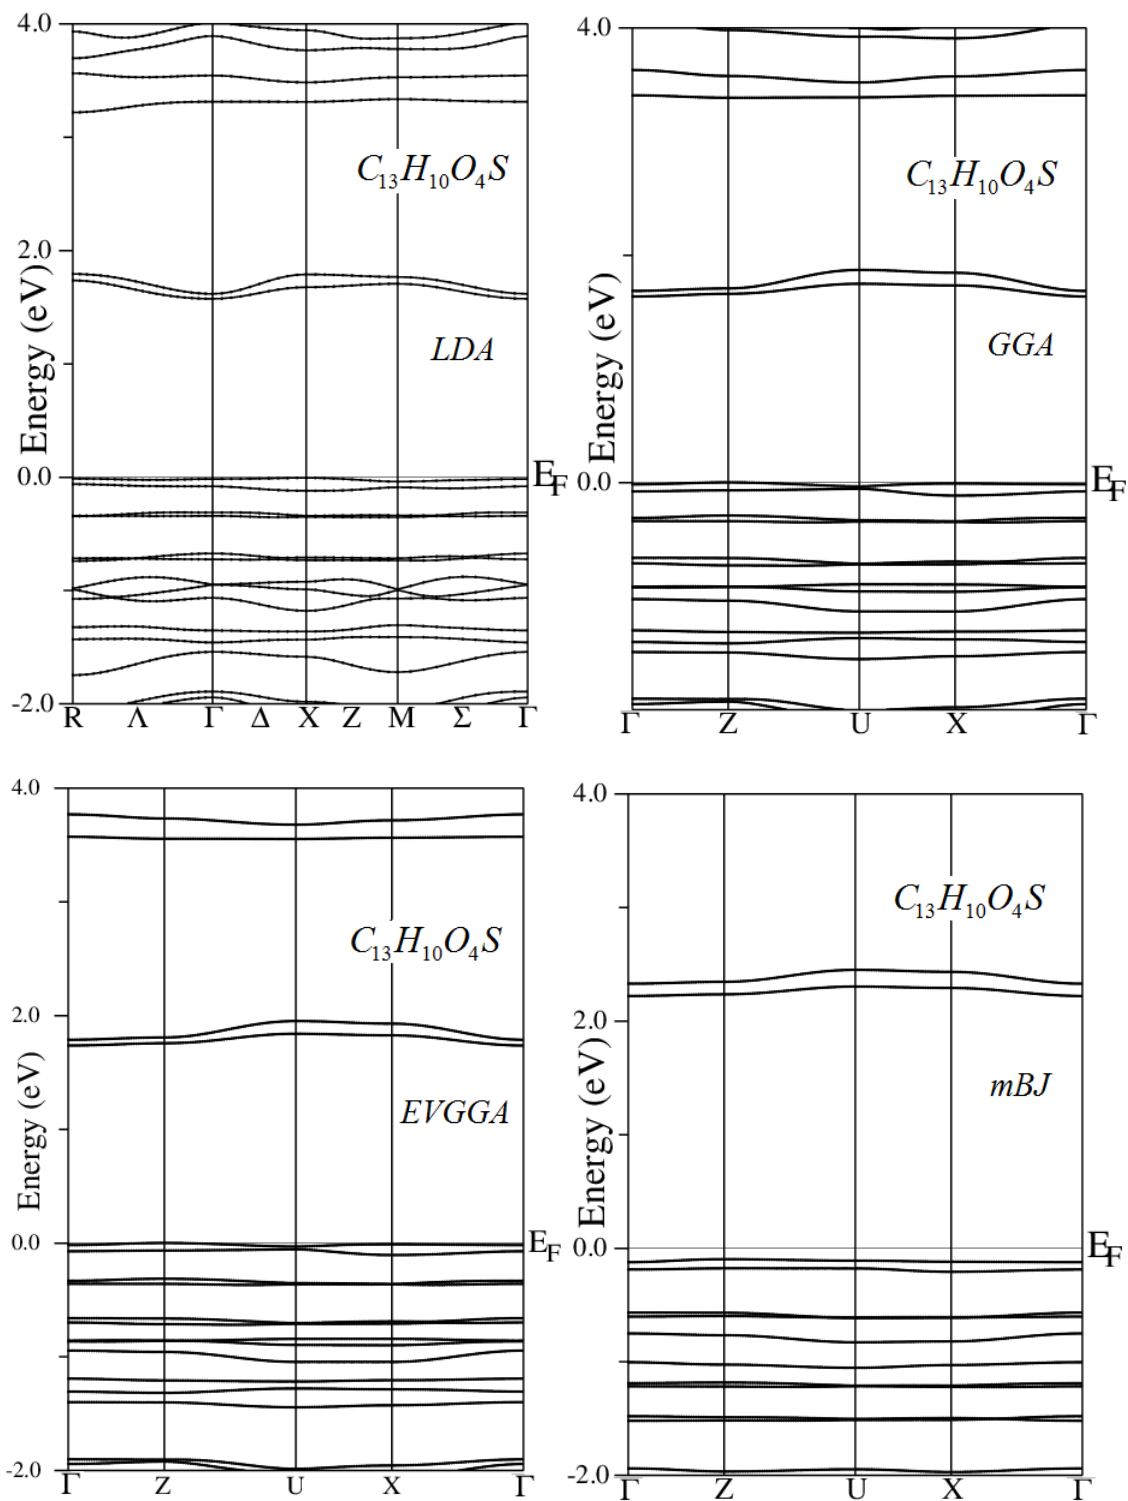 4.0
C13H10O4S
2.0
LDA
Energy (eV)
0.0
EF
-2.0
R Λ Γ Δ X Z M Σ Γ
4.0
C13H10O4S
GGA
Energy (eV)
0.0
EF
Γ Z U X Γ
4.0
C13H10O4S
2.0
EVGGA
Energy (eV)
0.0
EF
-2.0
Γ Z U X Γ
4.0
C13H10O4S
2.0
mBJ
Energy (eV)
0.0
EF
-2.0
Γ Z U X Γ